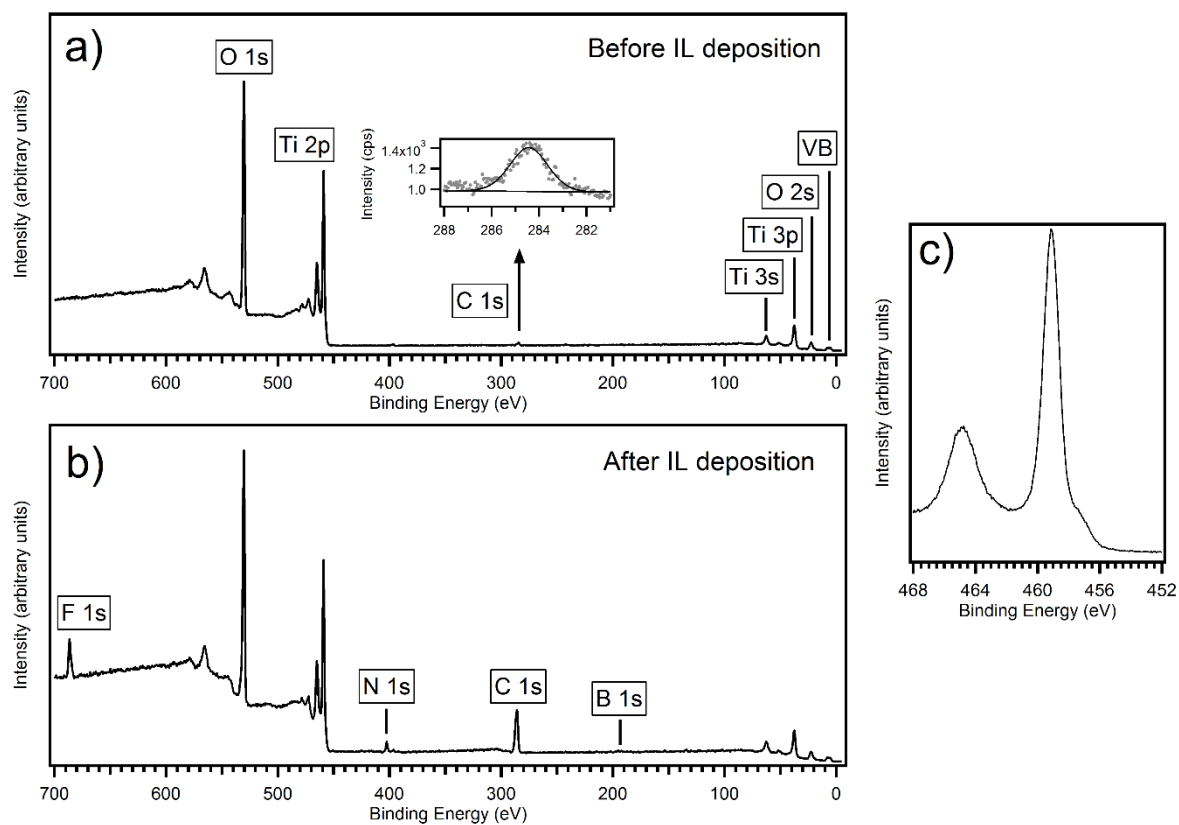 a)
Before IL deposition
O 1s
Ti 2p
VB
O 2s
Ti 3p
Ti 3s
C 1s
Intensity (cps)
1.4x10³
1.2
1.0
288 286 284 282
Intensity (arbitrary units)
700 600 500 400 300 200 100 0
Binding Energy (eV)
b)
After IL deposition
F 1s
N 1s
C 1s
B 1s
Intensity (arbitrary units)
700 600 500 400 300 200 100 0
Binding Energy (eV)
c)
Intensity (arbitrary units)
468 464 460 456 452
Binding Energy (eV)